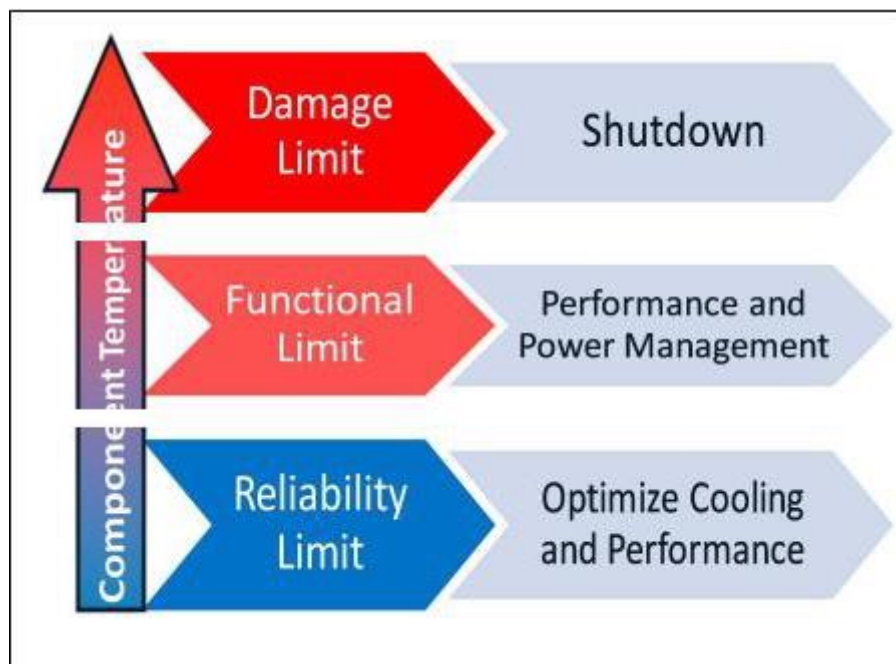 Component Temperature
Damage
Limit
Shutdown
Functional
Limit
Performance and
Power Management
Reliability
Limit
Optimize Cooling
and Performance